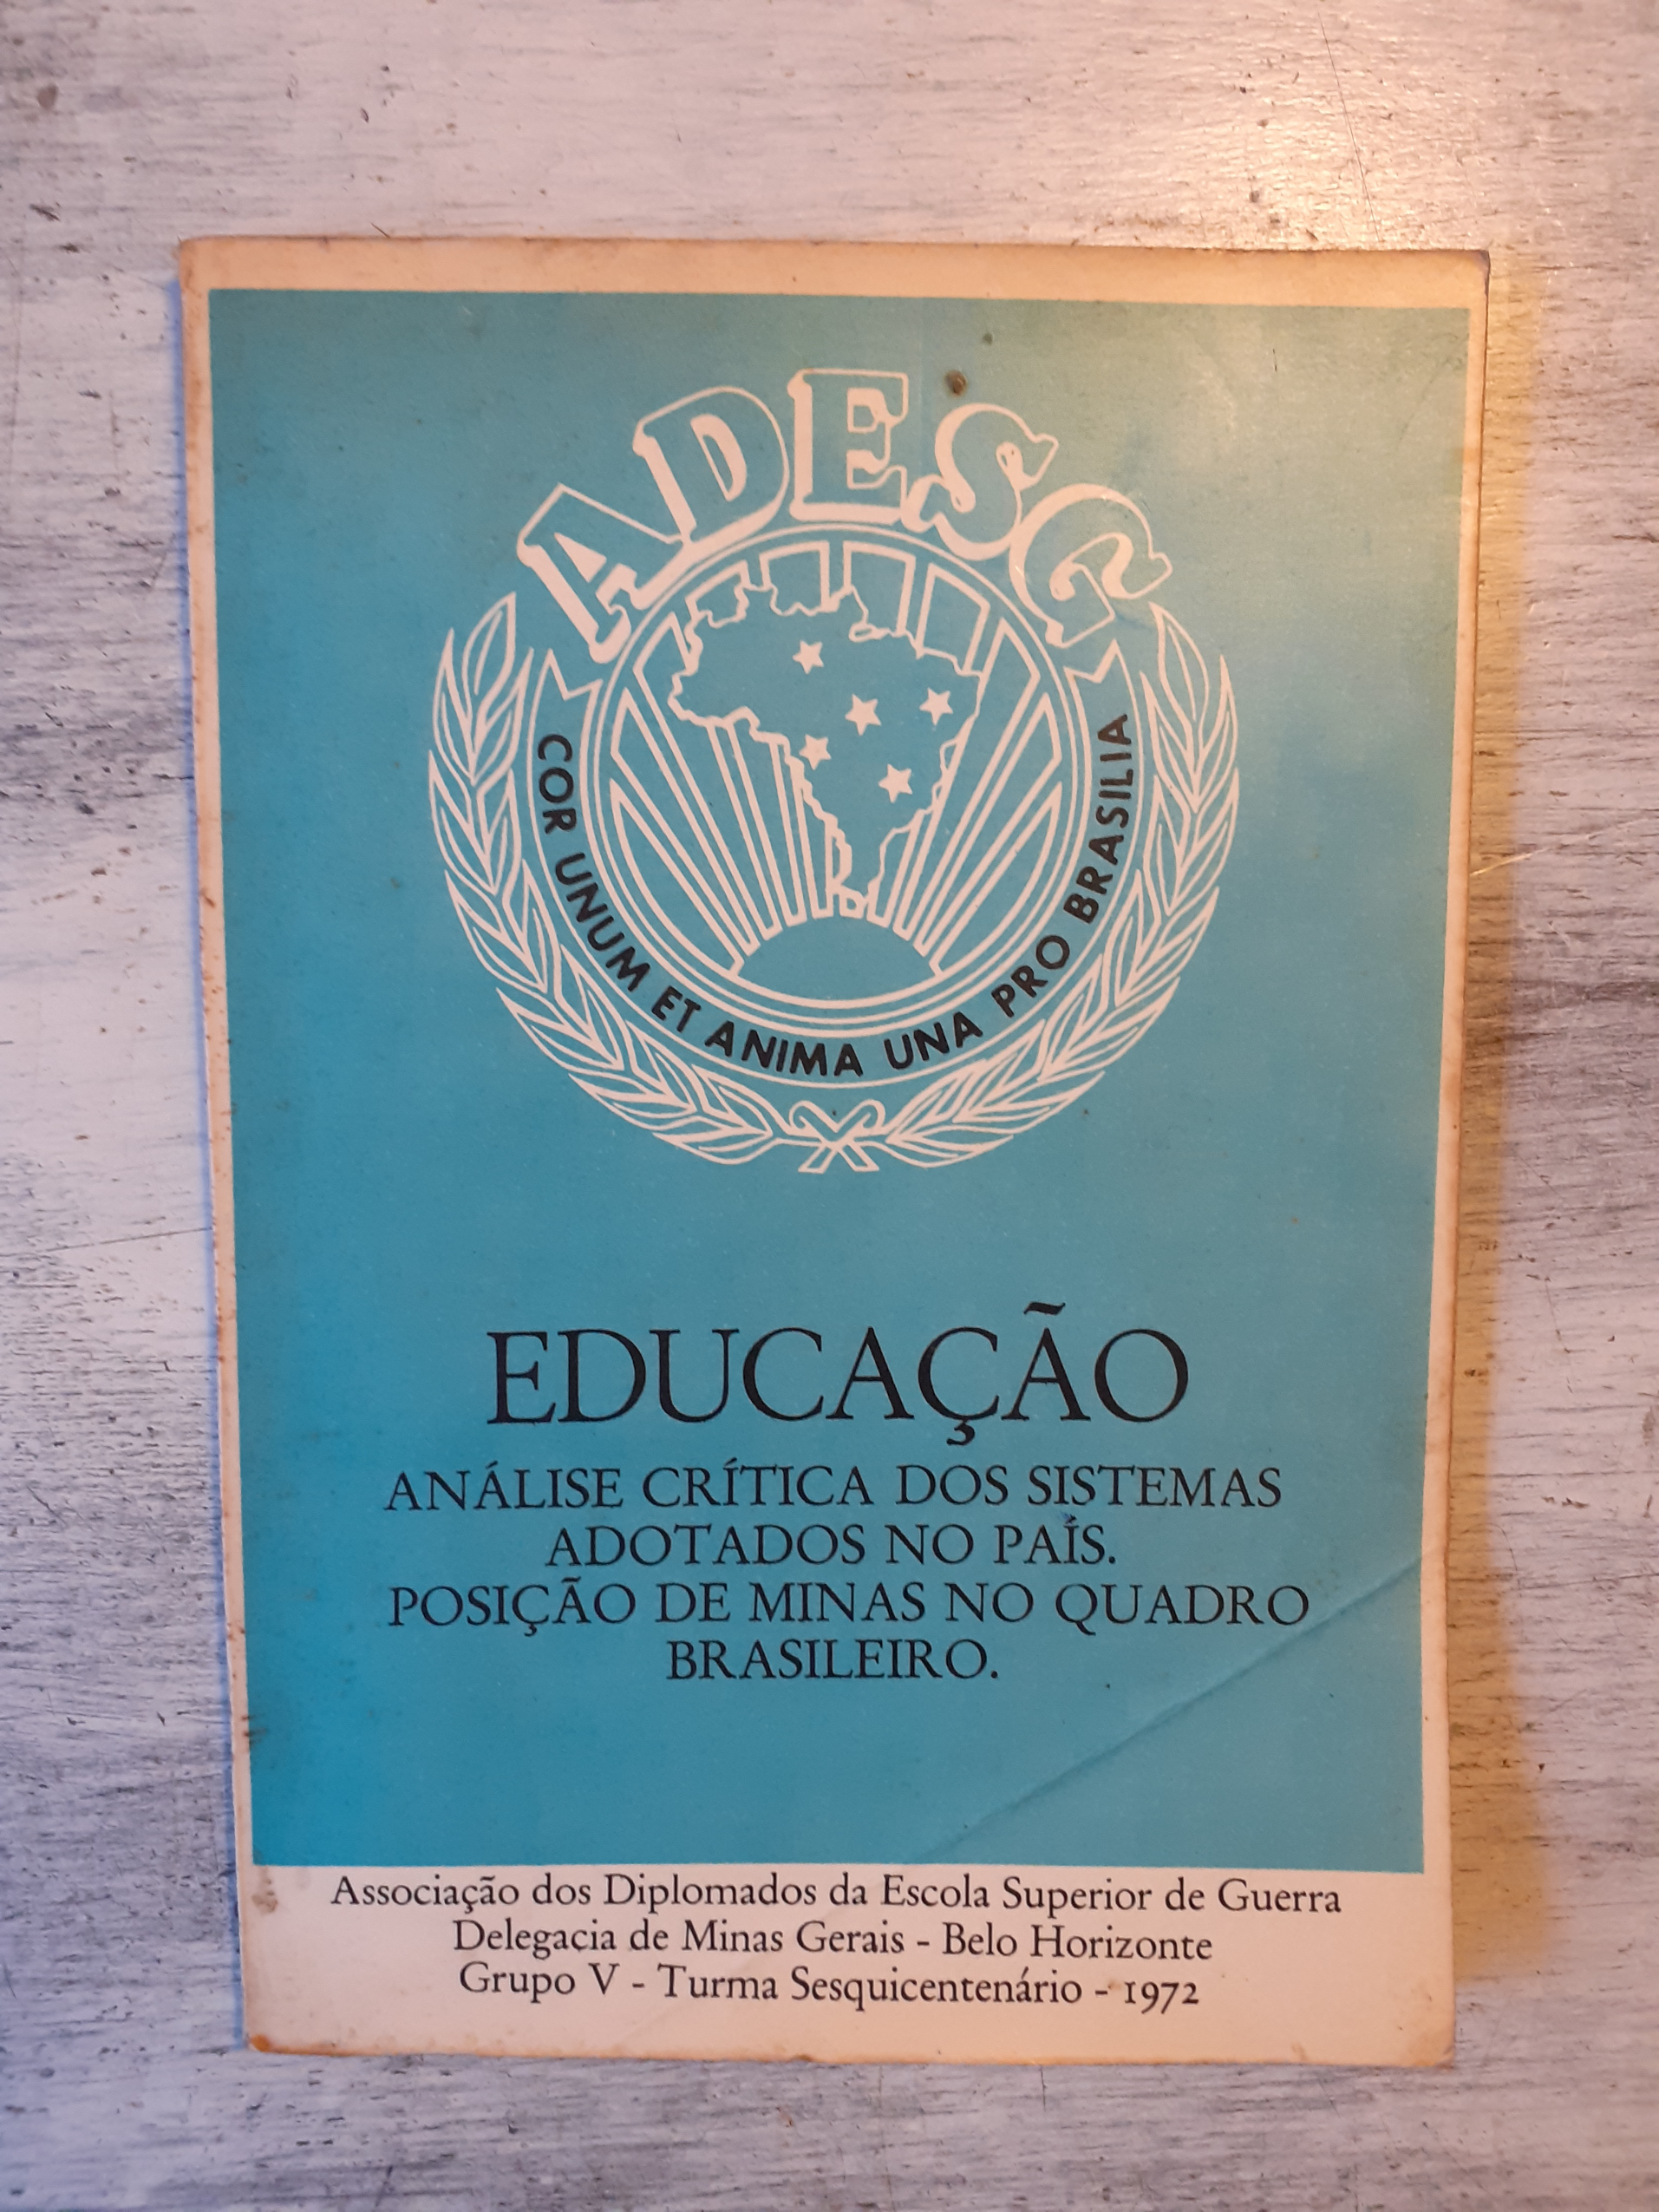 ADESG
COR UNUM ET ANIMA UNA PRO BRASILIA
EDUCAÇÃO
ANÁLISE CRÍTICA DOS SISTEMAS
ADOTADOS NO PAÍS.
POSIÇÃO DE MINAS NO QUADRO
BRASILEIRO.
Associação dos Diplomados da Escola Superior de Guerra
Delegacia de Minas Gerais - Belo Horizonte
Grupo V - Turma Sesquicentenário - 1972